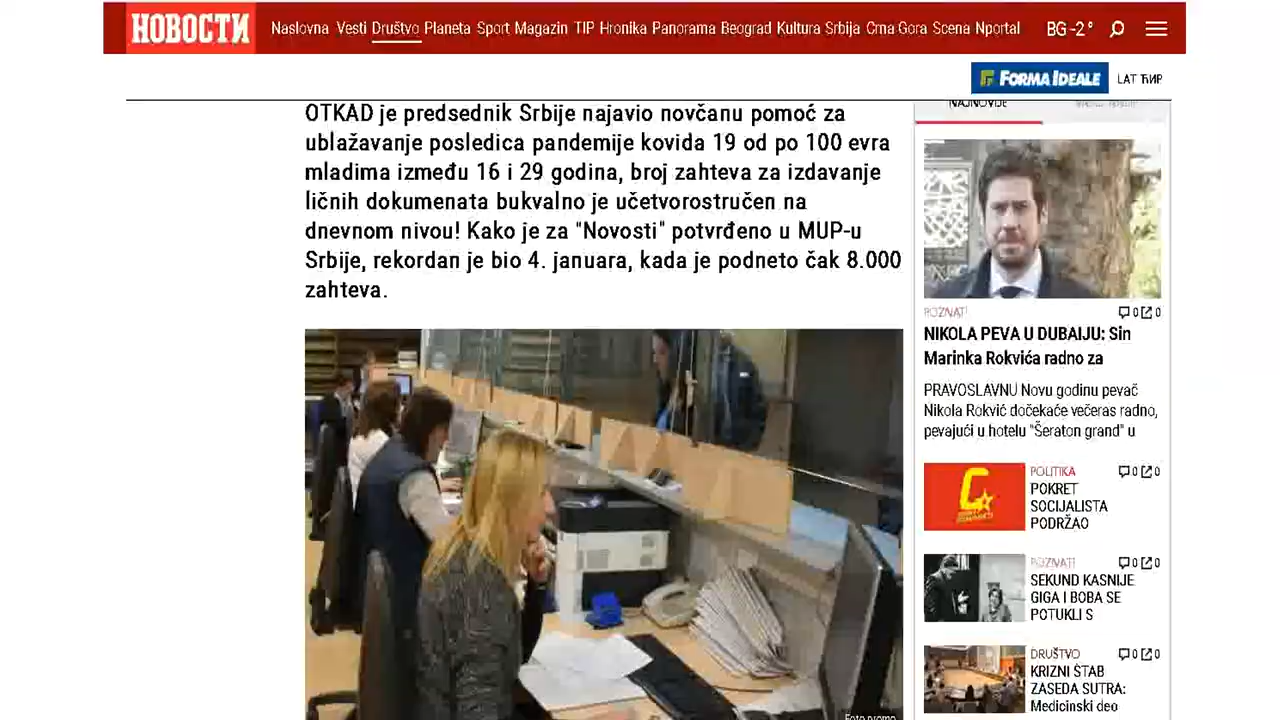 НОВОСТИ
Naslovna Vesti Društvo Planeta Sport Magazin TIP Hronika Panorama Beograd Kultura Srbija Crna Gora Scena Nportal
BG -2°
FORMA IDEALE
LAT ЋИР
OTKAD je predsednik Srbije najavio novčanu pomoć za
ublažavanje posledica pandemije kovida 19 od po 100 evra
mladima između 16 i 29 godina, broj zahteva za izdavanje
ličnih dokumenata bukvalno je učetvorostručen na
dnevnom nivou! Kako je za "Novosti" potvrđeno u MUP-u
Srbije, rekordan je bio 4. januara, kada je podneto čak 8.000
zahteva.
Foto promo
NAJNOVIJE
POZNATI
0 0
NIKOLA PEVA U DUBAIJU: Sin
Marinka Rokvića radno za
PRAVOSLAVNU Novu godinu pevač
Nikola Rokvić dočekaće večeras radno,
pevajući u hotelu "Šeraton grand" u
POLITIKA
0 0
POKRET
SOCIJALISTA
PODRŽAO
POZNATI
0 0
SEKUND KASNIJE
GIGA I BOBA SE
POTUKLI S
DRUŠTVO
0 0
KRIZNI ŠTAB
ZASEDA SUTRA:
Medicinski deo